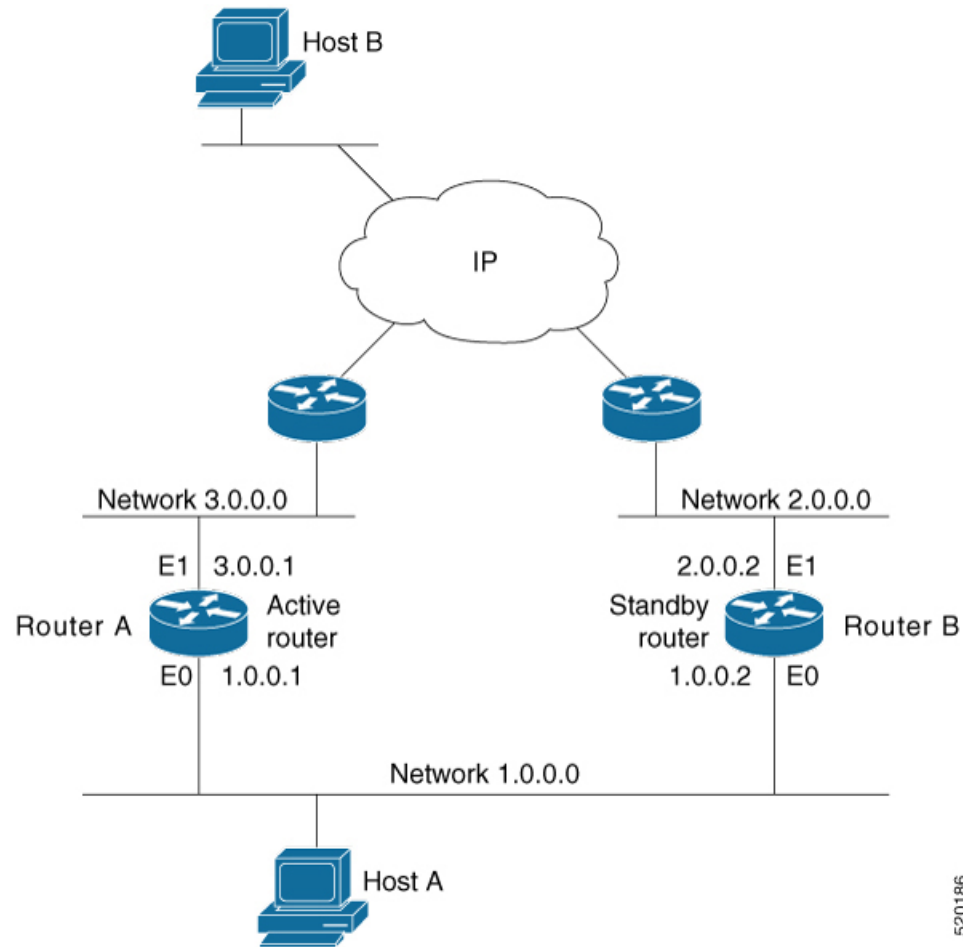 Host B
IP
Network 3.0.0.0
Network 2.0.0.0
E1 3.0.0.1
2.0.0.2 E1
Router A
Active
router
Standby
router
Router B
E0 1.0.0.1
1.0.0.2 E0
Network 1.0.0.0
Host A
520186